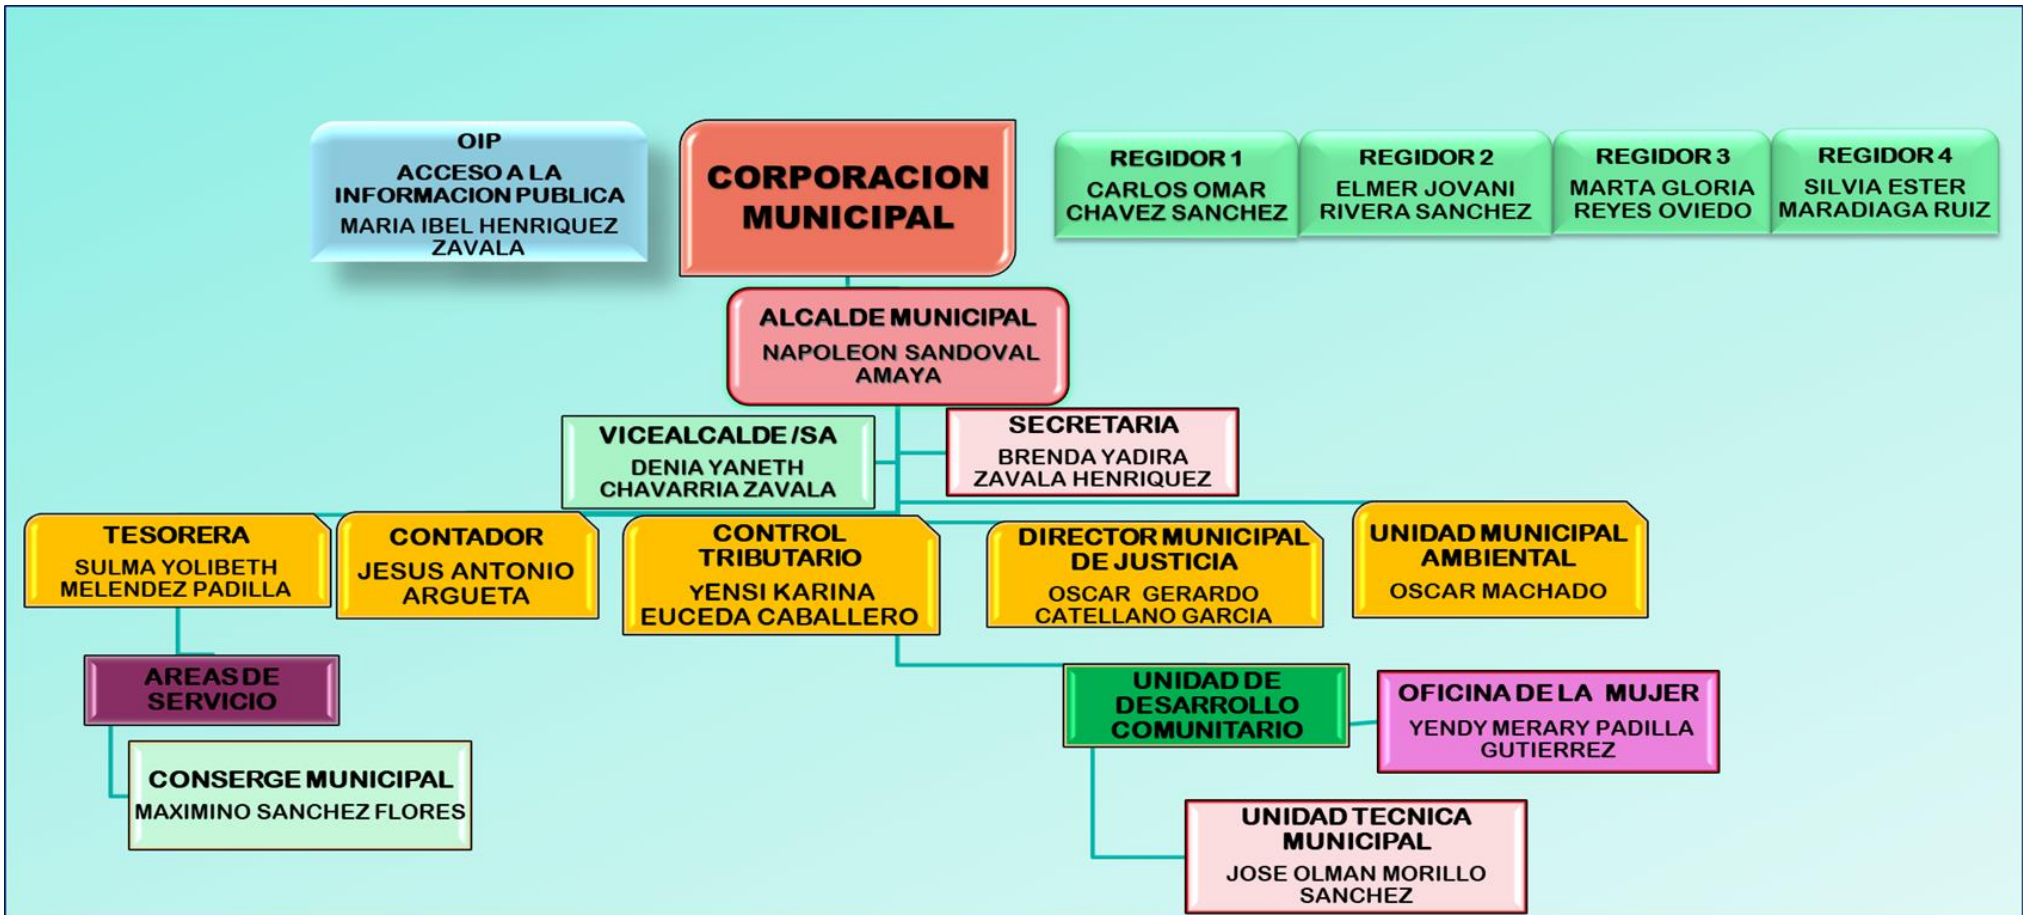 OIP
ACCESO A LA
INFORMACION PUBLICA
MARIA IBEL HENRIQUEZ
ZAVALA
CORPORACION
MUNICIPAL
REGIDOR 1
CARLOS OMAR
CHAVEZ SANCHEZ
REGIDOR 2
ELMER JOVANI
RIVERA SANCHEZ
REGIDOR 3
MARTA GLORIA
REYES OVIEDO
REGIDOR 4
SILVIA ESTER
MARADIAGA RUIZ
ALCALDE MUNICIPAL
NAPOLEON SANDOVAL
AMAYA
VICEALCALDE /SA
DENIA YANETH
CHAVARRIA ZAVALA
SECRETARIA
BRENDA YADIRA
ZAVALA HENRIQUEZ
TESORERA
SULMA YOLIBETH
MELENDEZ PADILLA
CONTADOR
JESUS ANTONIO
ARGUETA
CONTROL
TRIBUTARIO
YENSI KARINA
EUCEDA CABALLERO
DIRECTOR MUNICIPAL
DE JUSTICIA
OSCAR GERARDO
CATELLANO GARCIA
UNIDAD MUNICIPAL
AMBIENTAL
OSCAR MACHADO
AREAS DE
SERVICIO
CONSERGE MUNICIPAL
MAXIMINO SANCHEZ FLORES
UNIDAD DE
DESARROLLO
COMUNITARIO
OFICINA DE LA MUJER
YENDY MERARY PADILLA
GUTIERREZ
UNIDAD TECNICA
MUNICIPAL
JOSE OLMAN MORILLO
SANCHEZ